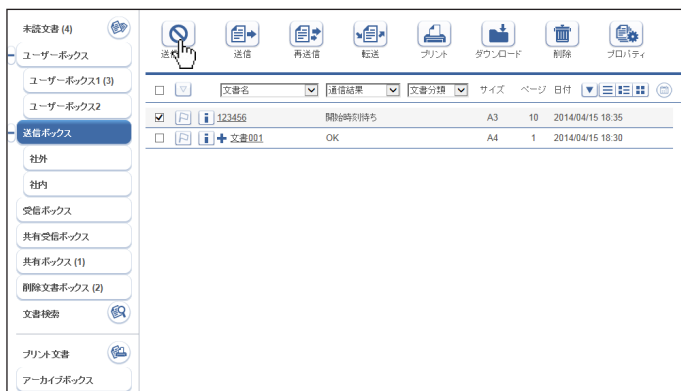 未読文書 (4)
ユーザーボックス
ユーザーボックス1 (3)
ユーザーボックス2
送信ボックス
社外
社内
受信ボックス
共有受信ボックス
共有ボックス (1)
削除文書ボックス (2)
文書検索
プリント文書
アーカイブボックス
送信 再送信 転送 プリント ダウンロード 削除 プロパティ
文書名 通信結果 文書分類 サイズ ページ 日付
123456 開始時刻待ち A3 10 2014/04/15 18:35
文書001 OK A4 1 2014/04/15 18:30